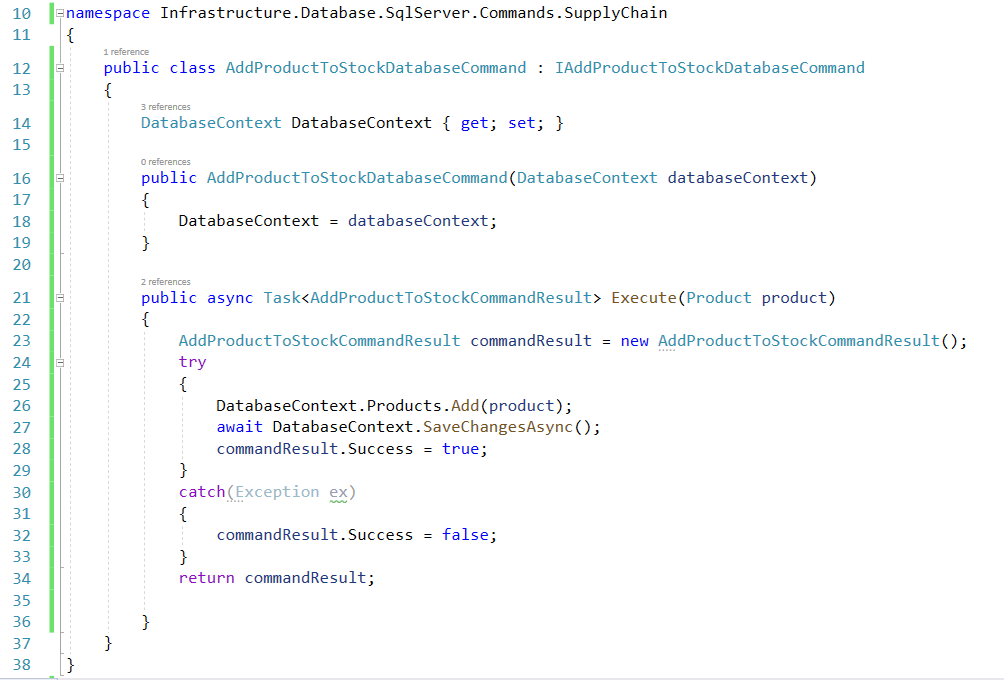 10 namespace Infrastructure.Database.SqlServer.Commands.SupplyChain
11 {
1 reference
12 public class AddProductToStockDatabaseCommand : IAddProductToStockDatabaseCommand
13 {
3 references
14 DatabaseContext DatabaseContext { get; set; }
15
0 references
16 public AddProductToStockDatabaseCommand(DatabaseContext databaseContext)
17 {
18 DatabaseContext = databaseContext;
19 }
20
2 references
21 public async Task<AddProductToStockCommandResult> Execute(Product product)
22 {
23 AddProductToStockCommandResult commandResult = new AddProductToStockCommandResult();
24 try
25 {
26 DatabaseContext.Products.Add(product);
27 await DatabaseContext.SaveChangesAsync();
28 commandResult.Success = true;
29 }
30 catch(Exception ex)
31 {
32 commandResult.Success = false;
33 }
34 return commandResult;
35
36 }
37 }
38 }